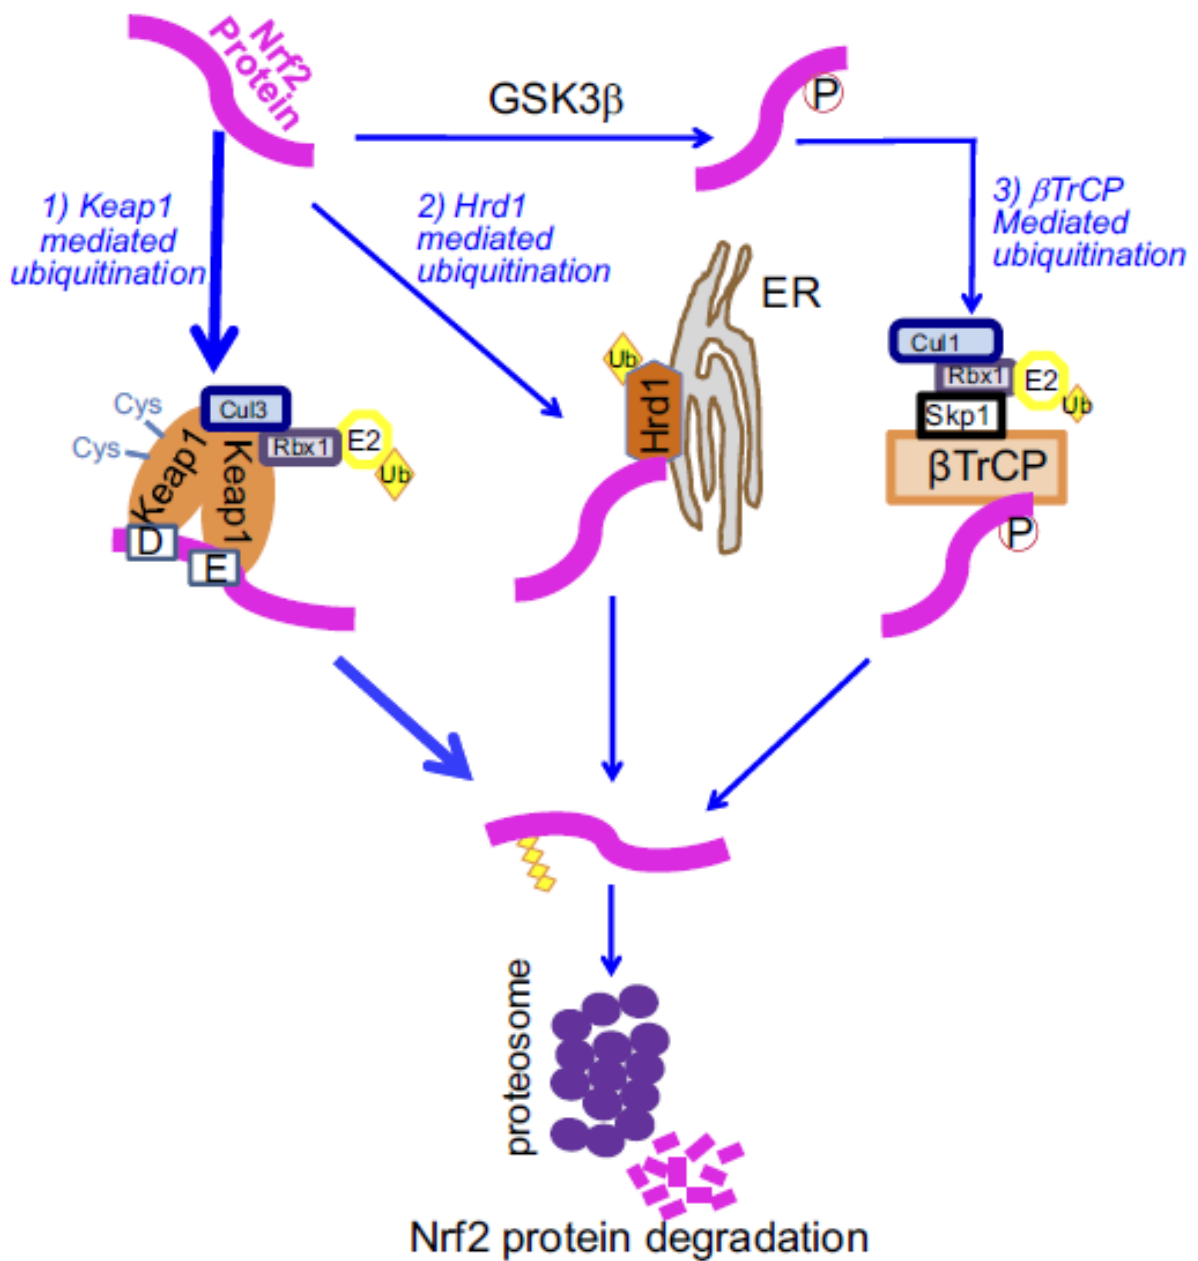 Nrf2
Protein
GSK3β
P
1) Keap1
mediated
ubiquitination
2) Hrd1
mediated
ubiquitination
3) βTrCP
Mediated
ubiquitination
ER
Cys
Cys
Cul3
Rbx1
E2
Ub
Keap1
Keap1
D
E
Ub
Hrd1
Cul1
Rbx1
E2
Ub
Skp1
βTrCP
P
proteosome
Nrf2 protein degradation